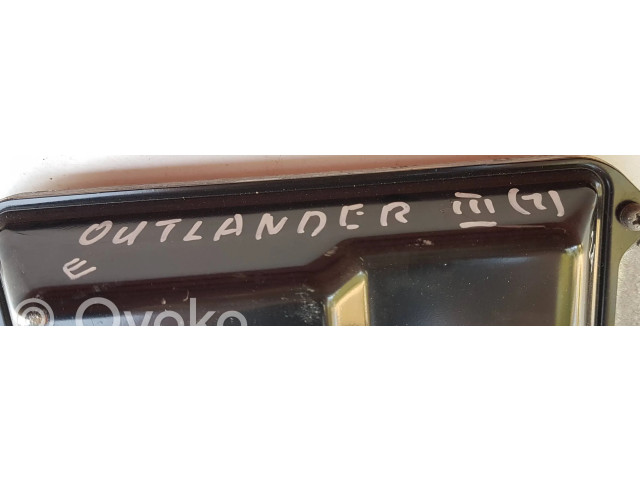 OUTLANDER III (7)
E
Ovoko